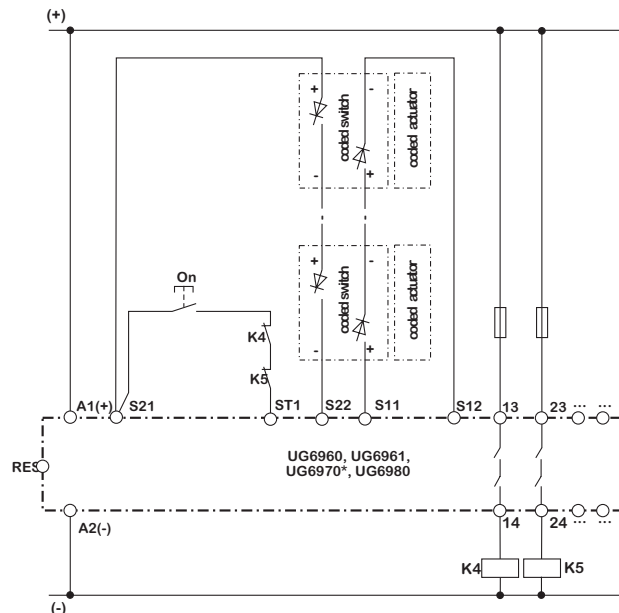 (+)
+
-
coded switch
coded actuator
-
+
+
-
coded switch
coded actuator
-
+
On
K4
K5
A1(+)
S21
ST1
S22
S11
S12
13
23
...
...
RES
UG6960, UG6961,
UG6970*, UG6980
A2(-)
14
24
...
...
K4
K5
(-)